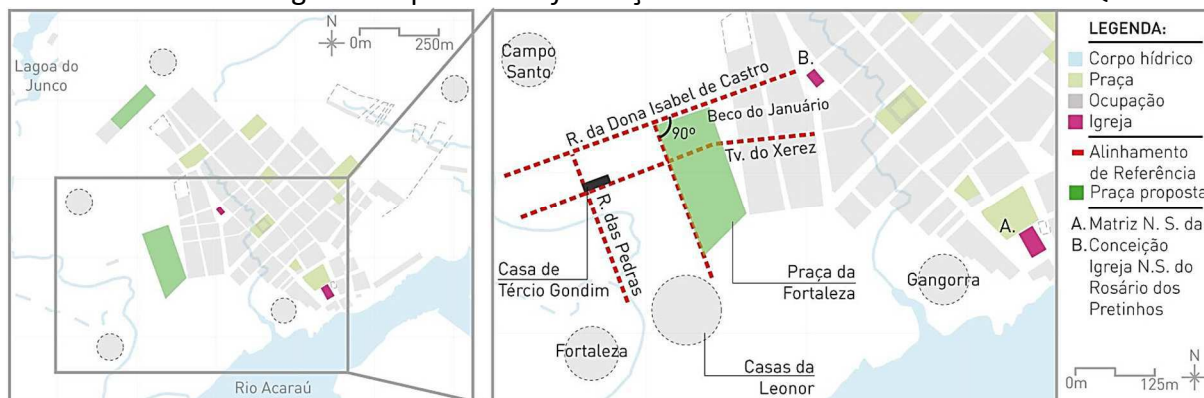 N
0m 250m
Lagoa do
Junco
Rio Acaraú
Campo
Santo
R. da Dona Isabel de Castro
B.
Beco do Januário
90º
Tv. do Xerez
R. das Pedras
Casa de
Tércio Gondim
Praça da
Fortaleza
Gangorra
A.
Fortaleza
Casas da
Leonor
LEGENDA:
Corpo hídrico
Praça
Ocupação
Igreja
Alinhamento
de Referência
Praça proposta
A. Matriz N. S. da
B. Conceição
Igreja N.S. do
Rosário dos
Pretinhos
0m 125m
N